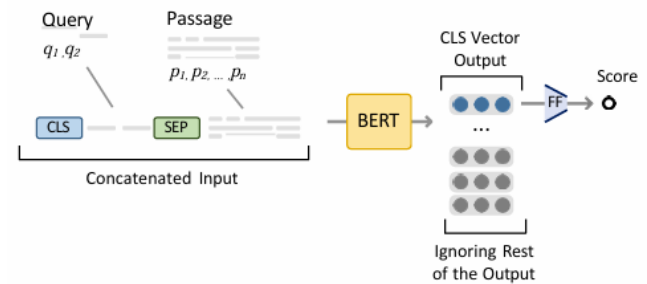 Query
q1,q2
Passage
p1, p2, ... ,pn
CLS
SEP
Concatenated Input
BERT
CLS Vector
Output
...
FF
Score
Ignoring Rest
of the Output